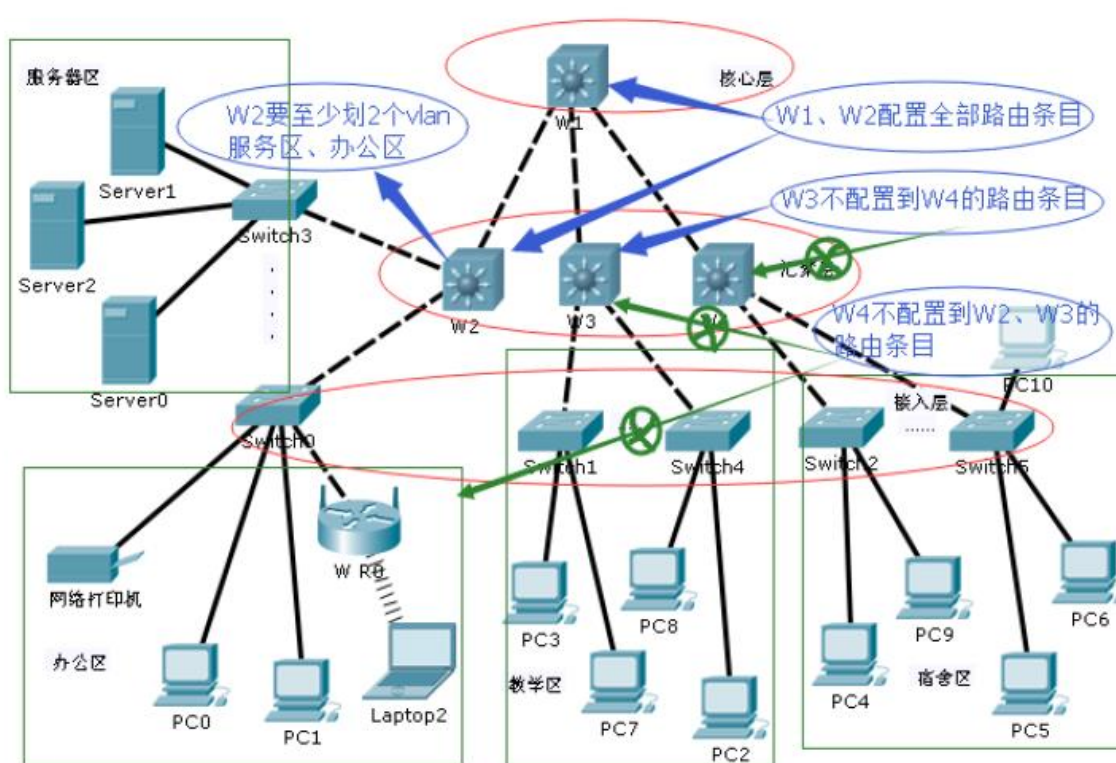 服务器区
核心层
W1
W2要至少划2个vlan
服务区、办公区
W1、W2配置全部路由条目
Server1
W3不配置到W4的路由条目
Switch3
Server2
W2
W3
W4不配置到W2、W3的
路由条目
PC10
Server0
接入层
Switch0
Switch1
Switch4
Switch2
......
Switch5
W R0
网络打印机
PC3
PC8
PC9
PC6
办公区
教学区
宿舍区
PC0
PC1
Laptop2
PC7
PC2
PC4
PC5